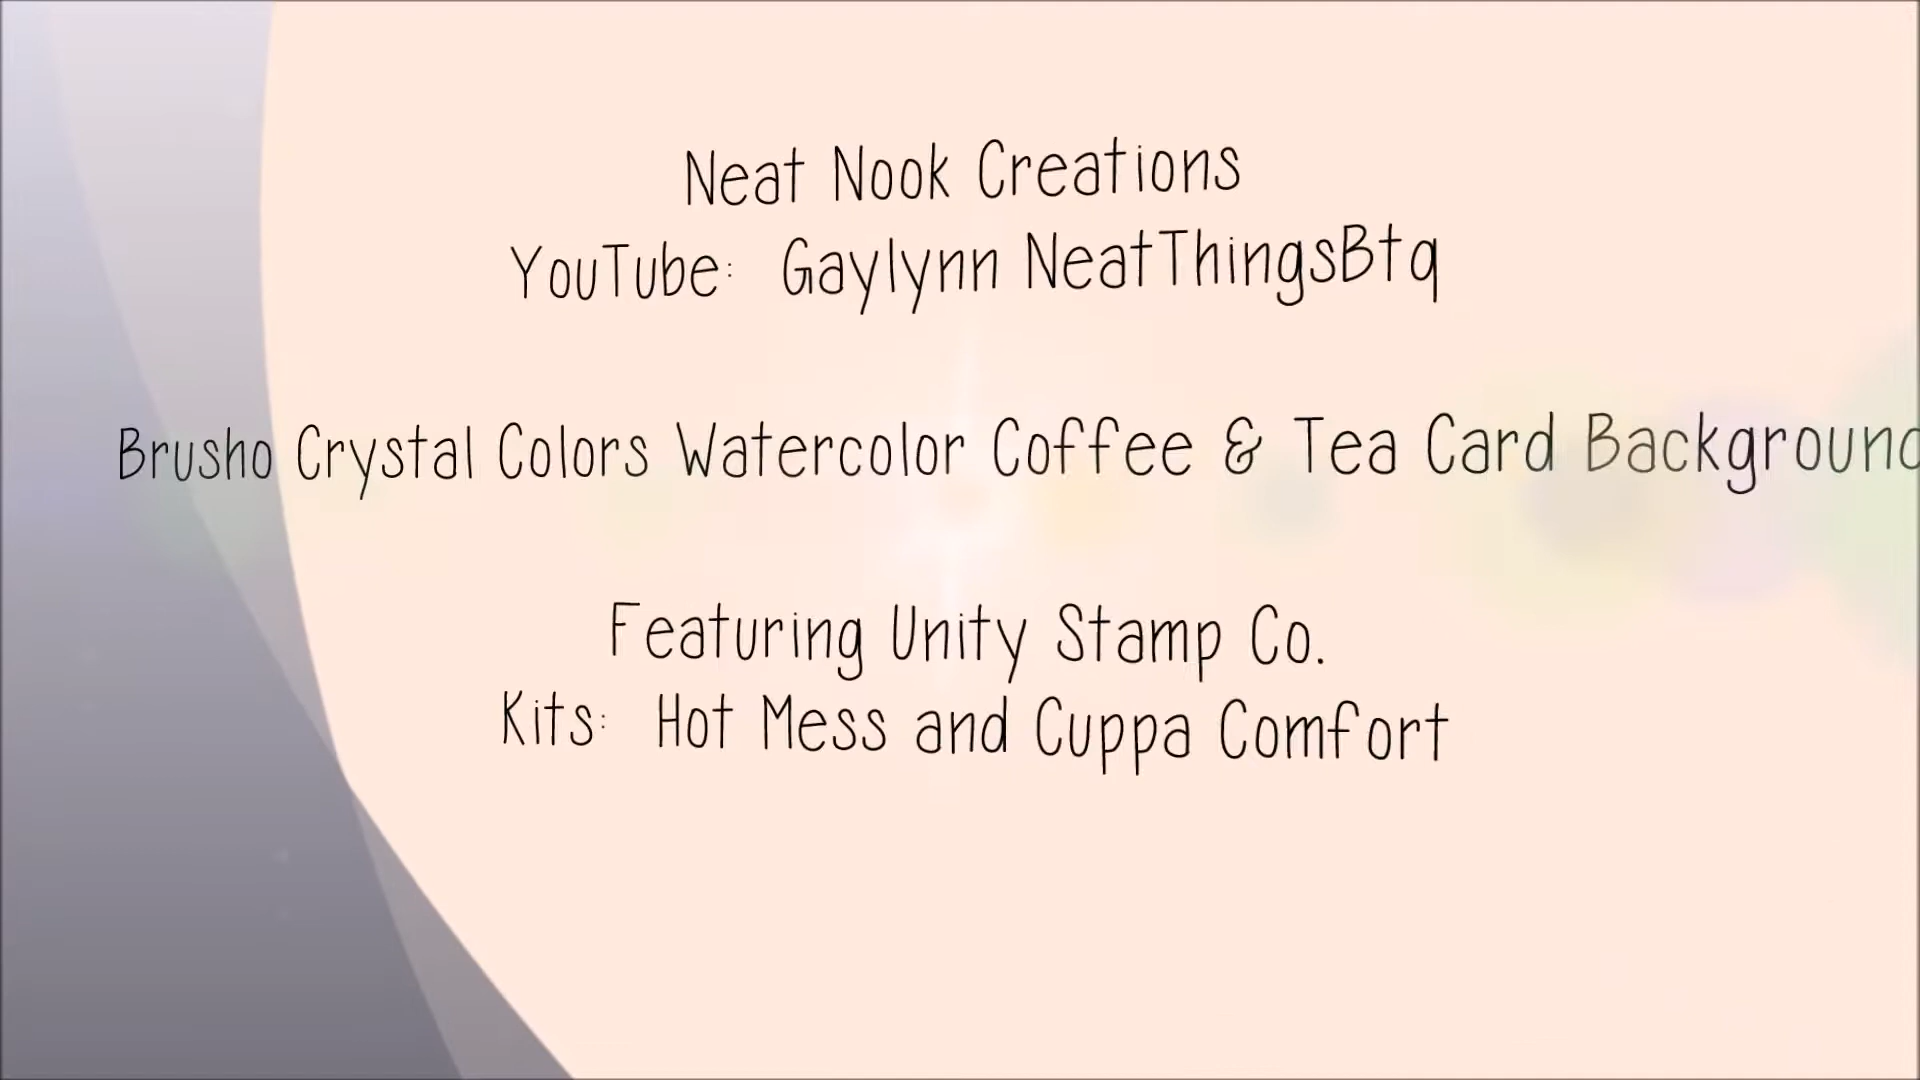 Neat Nook Creations
YouTube: Gaylynn NeatThingsBtq
Brusho Crystal Colors Watercolor Coffee & Tea Card Background
Featuring Unity Stamp Co.
Kits: Hot Mess and Cuppa Comfort